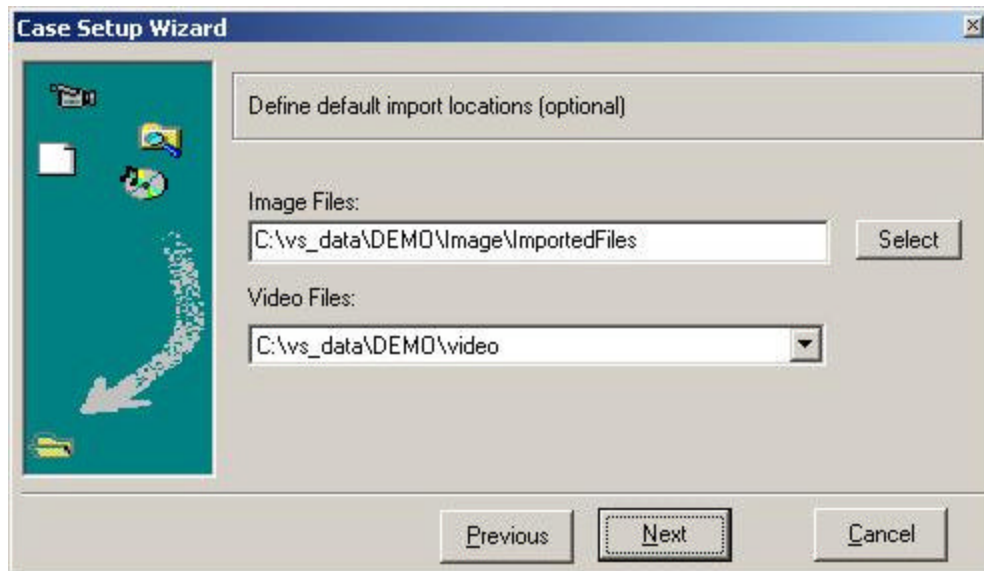 Case Setup Wizard
Define default import locations (optional)
Image Files:
C:\vs_data\DEMO\Image\ImportedFiles
Select
Video Files:
C:\vs_data\DEMO\video
Previous
Next
Cancel